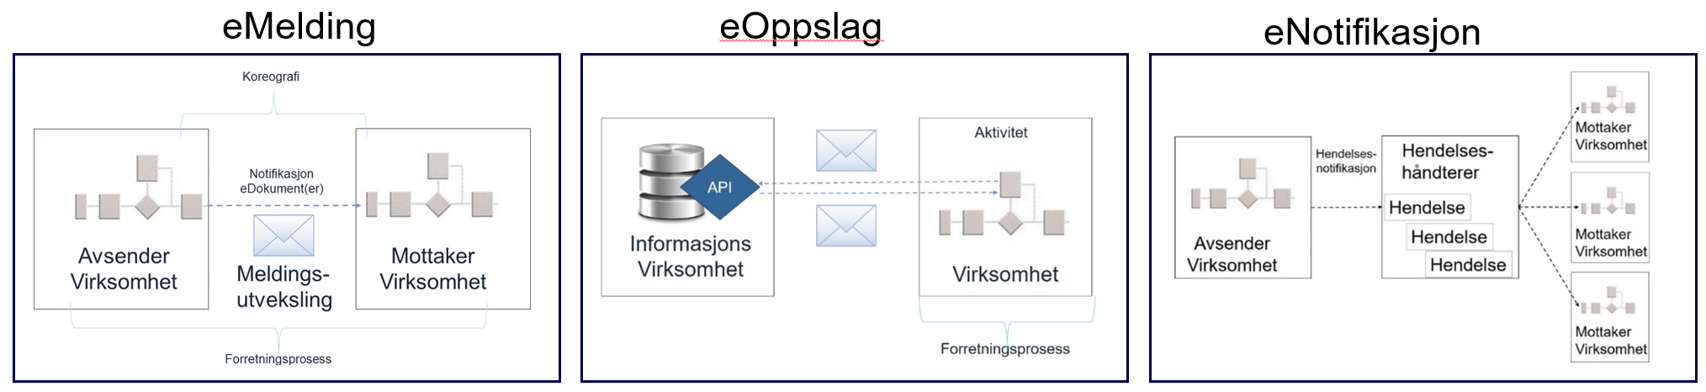 eMelding
Koreografi
Notifikasjon
eDokument(er)
Avsender
Virksomhet
Meldings-
utveksling
Mottaker
Virksomhet
Forretningsprosess
eOppslag
API
Informasjons
Virksomhet
Aktivitet
Virksomhet
Forretningsprosess
eNotifikasjon
Avsender
Virksomhet
Hendelses-
notifikasjon
Hendelses-
håndterer
Hendelse
Hendelse
Hendelse
Mottaker
Virksomhet
Mottaker
Virksomhet
Mottaker
Virksomhet